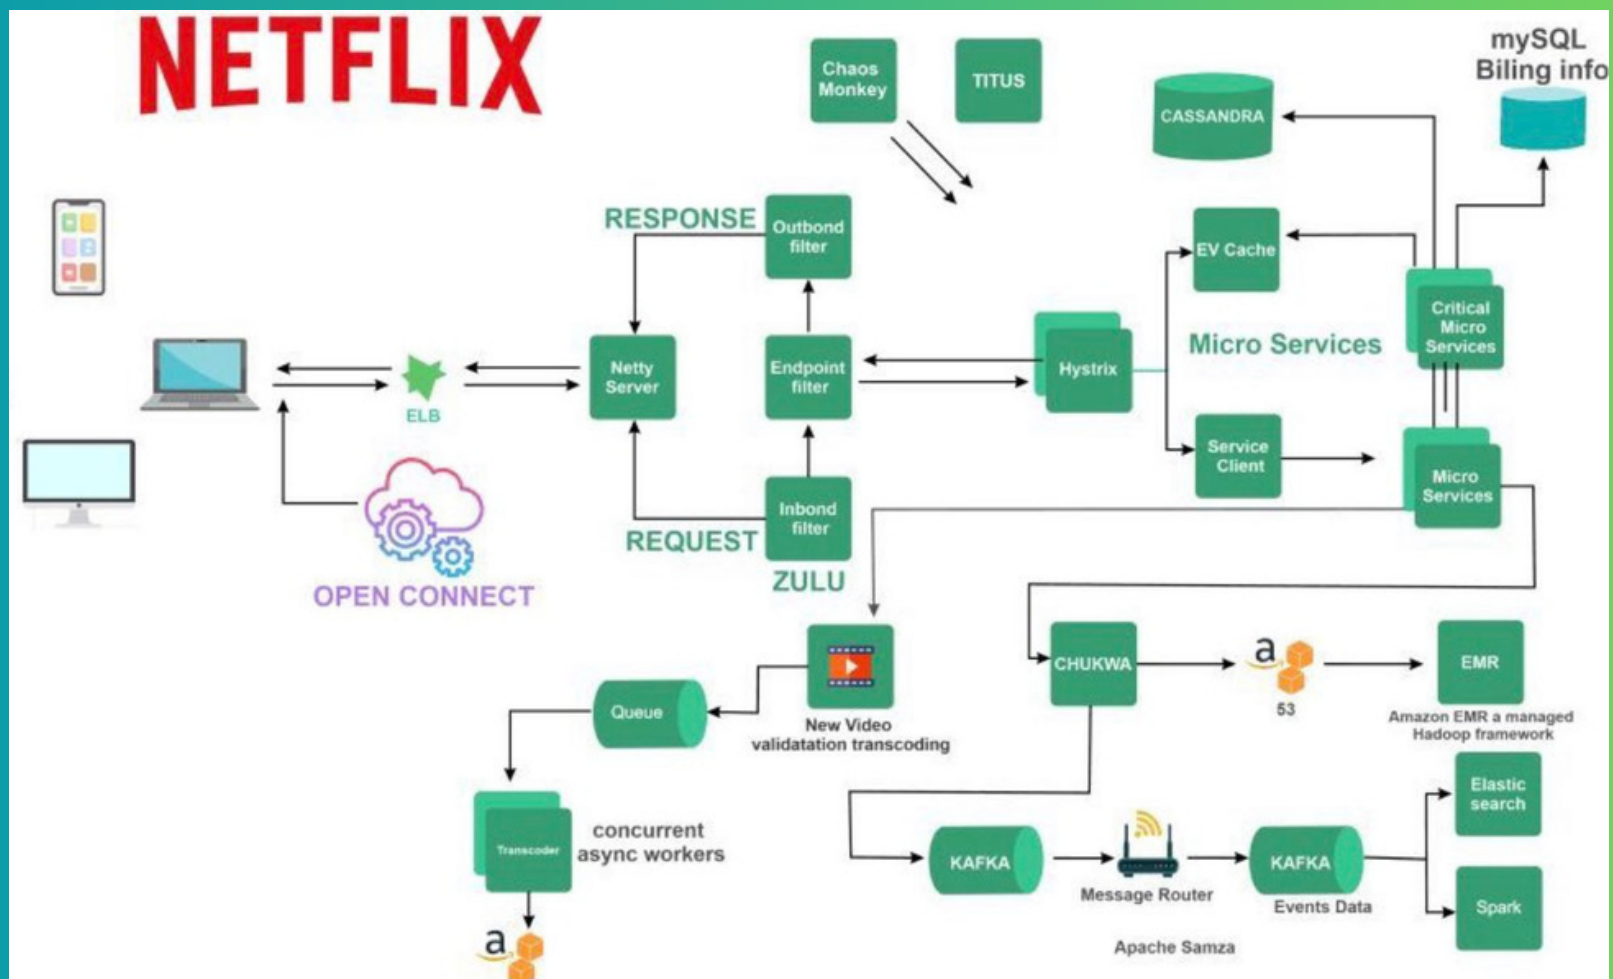 NETFLIX
Chaos
Monkey
TITUS
mySQL
Biling info
CASSANDRA
RESPONSE
Outbond
filter
EV Cache
Critical
Micro
Services
Micro Services
Netty
Server
Endpoint
filter
Hystrix
ELB
Service
Client
Micro
Services
Inbond
filter
REQUEST
ZULU
OPEN CONNECT
CHUKWA
a
53
EMR
Amazon EMR a managed
Hadoop framework
Queue
New Video
validatation transcoding
Elastic
search
Transcoder
concurrent
async workers
KAFKA
Message Router
KAFKA
Events Data
Spark
Apache Samza
a